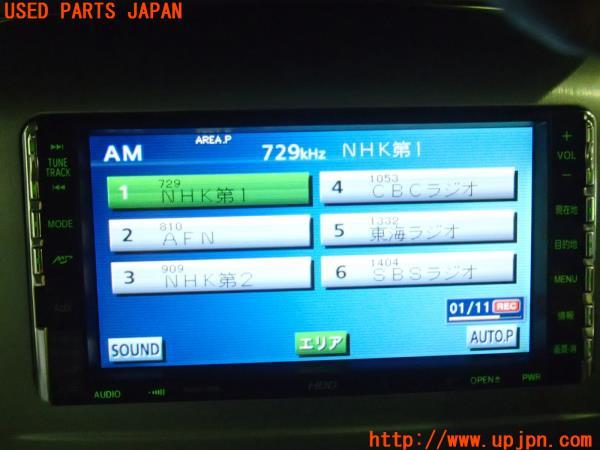 USED PARTS JAPAN
AREA.P
AM 729kHz NHK第1
1 729 NHK第1
2 810 AFN
3 909 NHK第2
4 1053 CBCラジオ
5 1332 東海ラジオ
6 1404 SBSラジオ
01/11 REC
SOUND エリア AUTO.P
TUNE
TRACK
MODE
AUDIO
HDD
OPEN
PWR
+
VOL
-
現在地
目的地
MENU
情報
画面・消
http://www.upjpn.com/